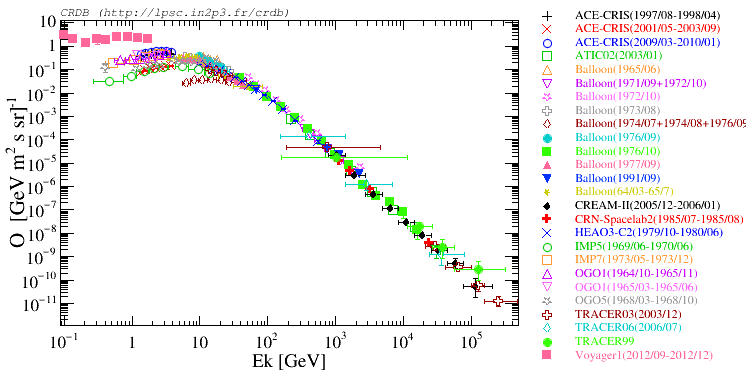 CRDB (http://lpsc.in2p3.fr/crdb)
O [GeV m² s sr]⁻¹
10
1
10⁻¹
10⁻²
10⁻³
10⁻⁴
10⁻⁵
10⁻⁶
10⁻⁷
10⁻⁸
10⁻⁹
10⁻¹⁰
10⁻¹¹
10⁻¹ 1 10 10² 10³ 10⁴ 10⁵
Ek [GeV]
ACE-CRIS(1997/08-1998/04)
ACE-CRIS(2001/05-2003/09)
ACE-CRIS(2009/03-2010/01)
ATIC02(2003/01)
Balloon(1965/06)
Balloon(1971/09+1972/10)
Balloon(1972/10)
Balloon(1973/08)
Balloon(1974/07+1974/08+1976/09
Balloon(1976/09)
Balloon(1976/10)
Balloon(1977/09)
Balloon(1991/09)
Balloon(64/03-65/7)
CREAM-II(2005/12-2006/01)
CRN-Spacelab2(1985/07-1985/08)
HEAO3-C2(1979/10-1980/06)
IMP5(1969/06-1970/06)
IMP7(1973/05-1973/12)
OGO1(1964/10-1965/11)
OGO1(1965/03-1965/06)
OGO5(1968/03-1968/10)
TRACER03(2003/12)
TRACER06(2006/07)
TRACER99
Voyager1(2012/09-2012/12)